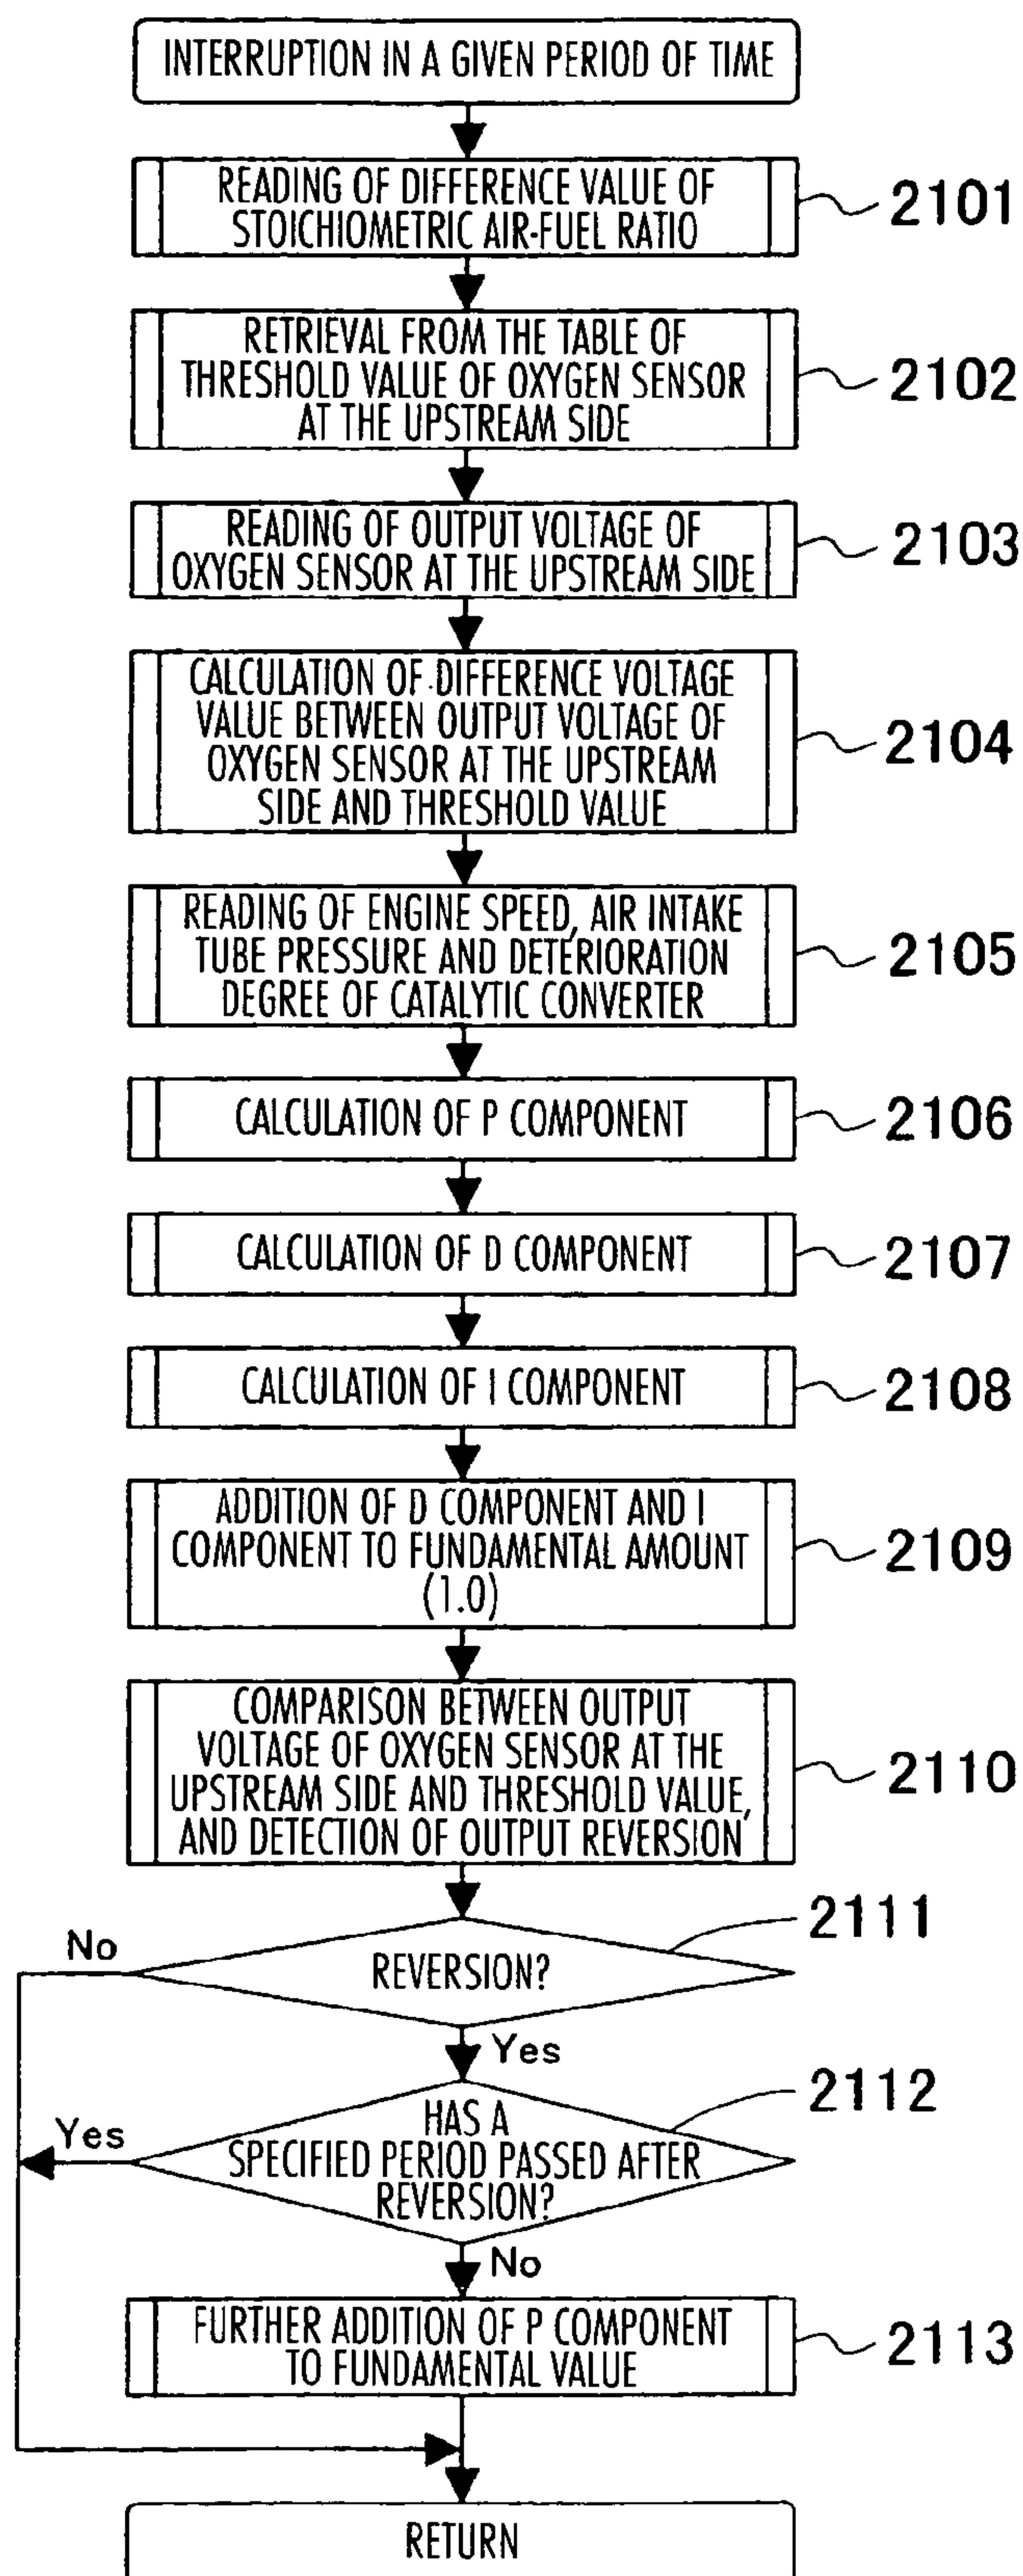 INTERRUPTION IN A GIVEN PERIOD OF TIME
READING OF DIFFERENCE VALUE OF
STOICHIOMETRIC AIR-FUEL RATIO
2101
RETRIEVAL FROM THE TABLE OF
THRESHOLD VALUE OF OXYGEN SENSOR
AT THE UPSTREAM SIDE
2102
READING OF OUTPUT VOLTAGE OF
OXYGEN SENSOR AT THE UPSTREAM SIDE
2103
CALCULATION OF DIFFERENCE VOLTAGE
VALUE BETWEEN OUTPUT VOLTAGE OF
OXYGEN SENSOR AT THE UPSTREAM
SIDE AND THRESHOLD VALUE
2104
READING OF ENGINE SPEED, AIR INTAKE
TUBE PRESSURE AND DETERIORATION
DEGREE OF CATALYTIC CONVERTER
2105
CALCULATION OF P COMPONENT
2106
CALCULATION OF D COMPONENT
2107
CALCULATION OF I COMPONENT
2108
ADDITION OF D COMPONENT AND I
COMPONENT TO FUNDAMENTAL AMOUNT
(1.0)
2109
COMPARISON BETWEEN OUTPUT
VOLTAGE OF OXYGEN SENSOR AT THE
UPSTREAM SIDE AND THRESHOLD VALUE,
AND DETECTION OF OUTPUT REVERSION
2110
2111
No
REVERSION?
Yes
2112
Yes
HAS A
SPECIFIED PERIOD PASSED AFTER
REVERSION?
No
FURTHER ADDITION OF P COMPONENT
TO FUNDAMENTAL VALUE
2113
RETURN